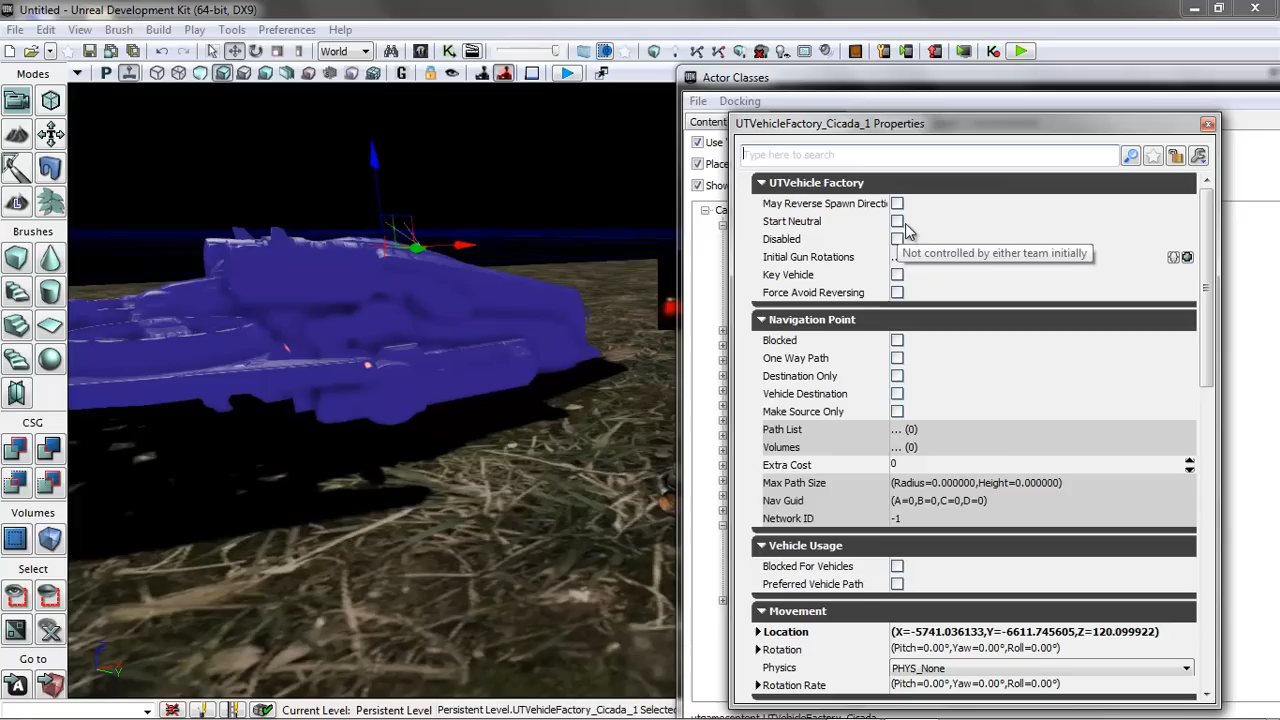 Untitled - Unreal Development Kit (64-bit, DX9)
File Edit View Brush Build Tools Preferences Help
World
P G
Modes
Brushes
CSG
Volumes
Select
Go to
Actor Classes
File Docking
Content
Use
Place
Show
Ca
UTVehicleFactory_Cicada_1 Properties
Type here to search
UTVehicle Factory
May Reverse Spawn Directi
Start Neutral
Disabled
Not controlled by either team initially
Initial Gun Rotations ...
Key Vehicle
Force Avoid Reversing
Navigation Point
Blocked
One Way Path
Destination Only
Vehicle Destination
Make Source Only
Path List ... (0)
Volumes ... (0)
Extra Cost 0
Max Path Size (Radius=0.000000,Height=0.000000)
Nav Guid (A=0,B=0,C=0,D=0)
Network ID -1
Vehicle Usage
Blocked For Vehicles
Preferred Vehicle Path
Movement
Location (X=-5741.036133,Y=-6611.745605,Z=120.099922)
Rotation (Pitch=0.00°,Yaw=0.00°,Roll=0.00°)
Physics PHYS_None
Rotation Rate (Pitch=0.00°,Yaw=0.00°,Roll=0.00°)
Current Level: Persistent Level Persistent Level.UTVehicleFactory_Cicada_1 Selected
utgamecontent.UTVehicleFactory_Cicada